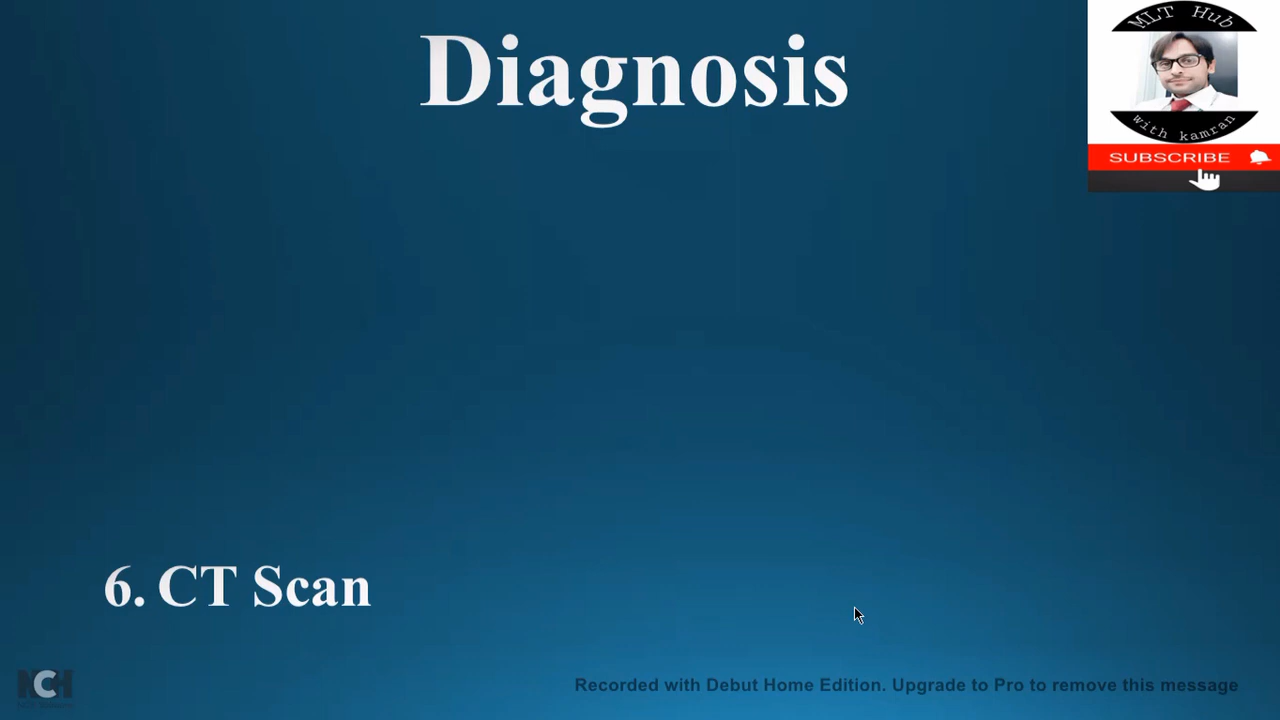 Diagnosis
MLT Hub
with kamran
SUBSCRIBE
6. CT Scan
NCH
Recorded with Debut Home Edition. Upgrade to Pro to remove this message